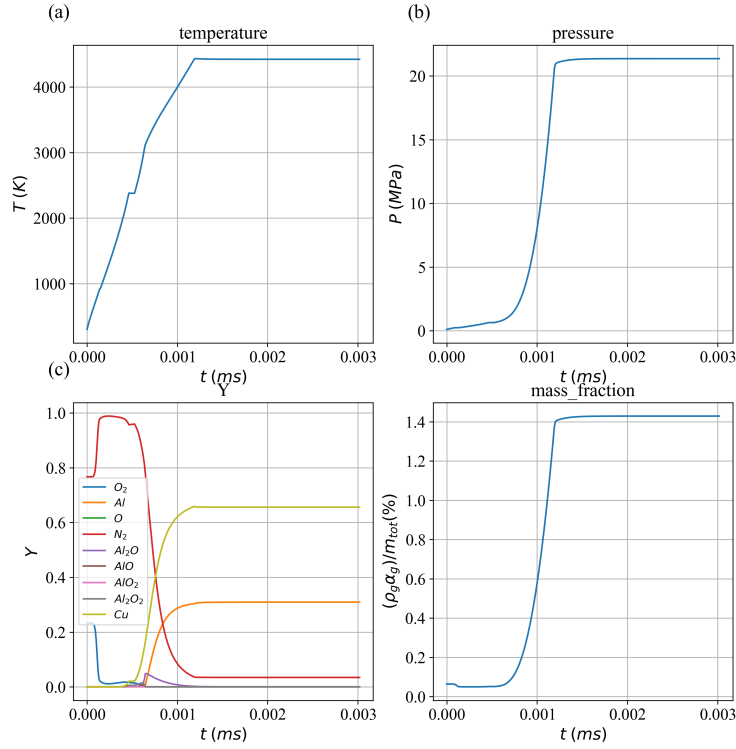 (a)
temperature
4000
3000
2000
1000
T (K)
0.000 0.001 0.002 0.003
t (ms)
(b)
pressure
20
15
10
5
0
P (MPa)
0.000 0.001 0.002 0.003
t (ms)
(c)
Y
1.0
0.8
0.6
0.4
0.2
0.0
Y
O₂
Al
O
N₂
Al₂O
AlO
AlO₂
Al₂O₂
Cu
0.000 0.001 0.002 0.003
t (ms)
mass_fraction
1.4
1.2
1.0
0.8
0.6
0.4
0.2
0.0
(ρ_gα_g)/m_tot(%)
0.000 0.001 0.002 0.003
t (ms)